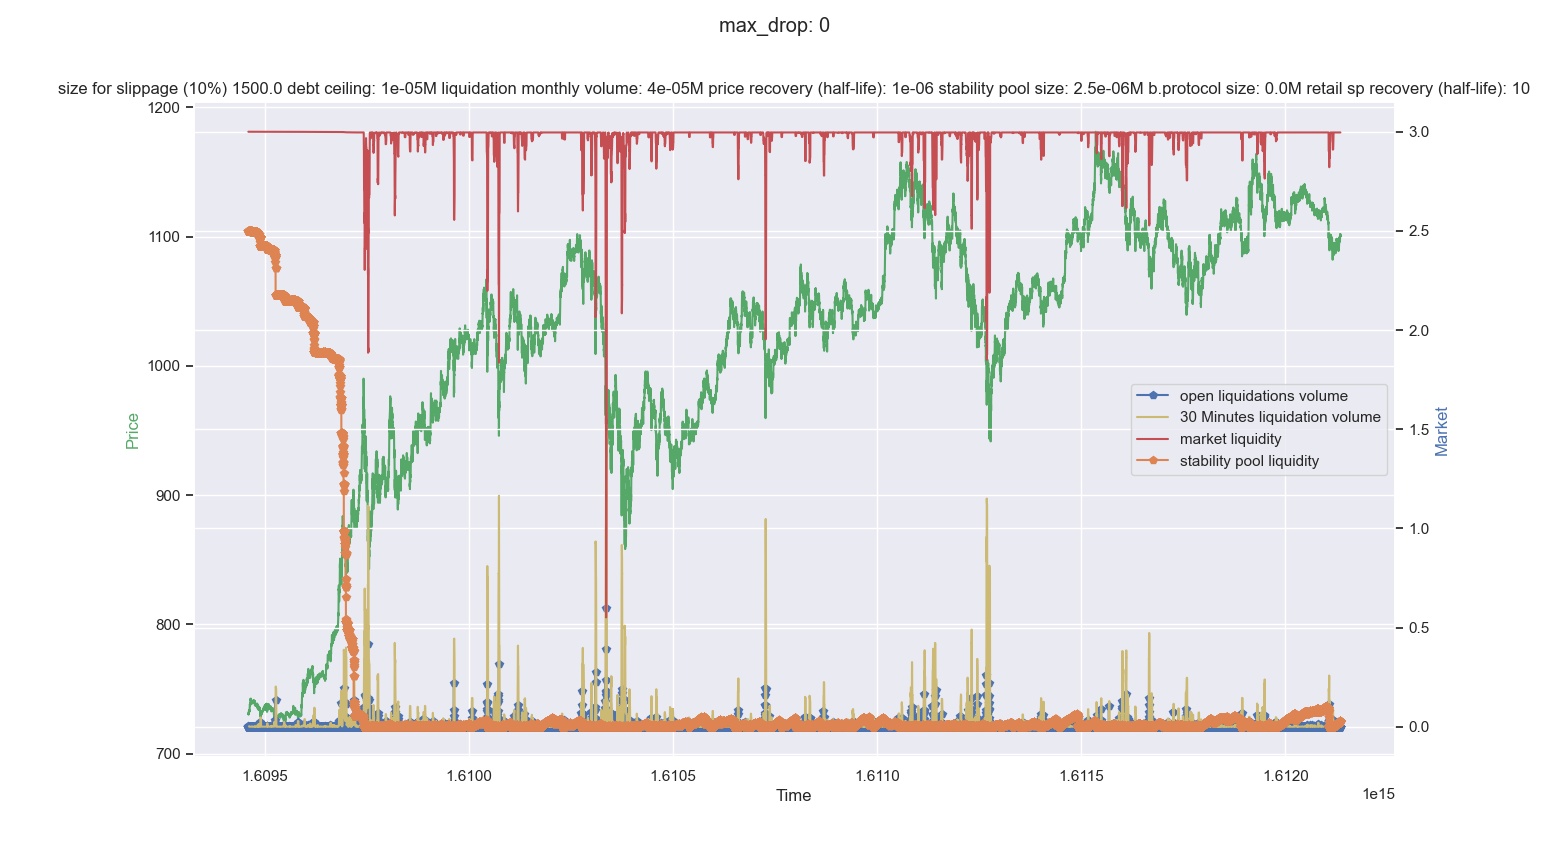 max_drop: 0
size for slippage (10%) 1500.0 debt ceiling: 1e-05M liquidation monthly volume: 4e-05M price recovery (half-life): 1e-06 stability pool size: 2.5e-06M b.protocol size: 0.0M retail sp recovery (half-life): 10
1200
1100
1000
900
800
700
Price
3.0
2.5
2.0
1.5
1.0
0.5
0.0
Market
open liquidations volume
30 Minutes liquidation volume
market liquidity
stability pool liquidity
1.6095 1.6100 1.6105 1.6110 1.6115 1.6120
Time
1e15